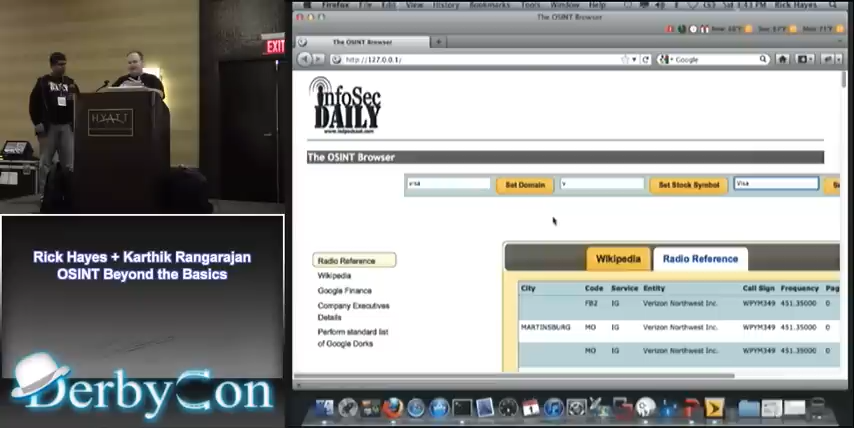 Firefox File Edit View History Bookmarks Tools Window Help
Rick Hayes
The OSINT Browser
The OSINT Browser
http://127.0.0.1/
Google
EXIT
HYATT
InfoSec
DAILY
The OSINT Browser
visa
Set Domain
v
Set Stock Symbol
Visa
Radio Reference
Wikipedia
Google Finance
Company Executives
Details
Perform standard list
of Google Dorks
Wikipedia
Radio Reference
City Code Service Entity Call Sign Frequency Pag
FB2 IG Verizon Northwest Inc. WPYM349 451.35000 0
MARTINSBURG MO IG Verizon Northwest Inc. WPYM349 451.35000 0
MO IG Verizon Northwest Inc. WPYM349 451.35000 0
Rick Hayes + Karthik Rangarajan
OSINT Beyond the Basics
DerbyCon